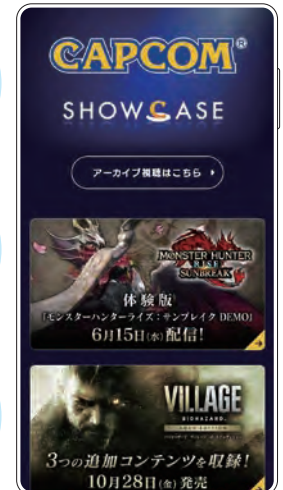 CAPCOM®
SHOWCASE
アーカイブ視聴はこちら
MONSTER HUNTER
RISE
SUNBREAK
体験版
「モンスターハンターライズ：サンブレイク DEMO」
6月15日(水)配信!
VILLAGE
BIOHAZARD.
GOLD EDITION
3つの追加コンテンツを収録!
10月28日(金)発売